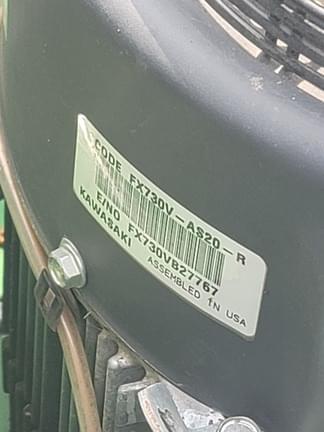 CODE FX730V-AS20-R
E/NO FX730VB27767
KAWASAKI
ASSEMBLED IN USA